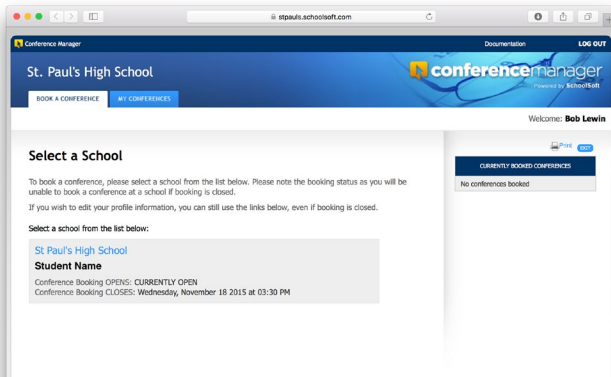 stpauls.schoolsoft.com
Conference Manager
Documentation
LOG OUT
St. Paul's High School
conferencemanager
Powered By SchoolSoft
BOOK A CONFERENCE
MY CONFERENCES
Welcome: Bob Lewin
Print
EXIT
Select a School
CURRENTLY BOOKED CONFERENCES
No conferences booked
To book a conference, please select a school from the list below. Please note the booking status as you will be
unable to book a conference at a school if booking is closed.
If you wish to edit your profile information, you can still use the links below, even if booking is closed.
Select a school from the list below:
St Paul's High School
Student Name
Conference Booking OPENS: CURRENTLY OPEN
Conference Booking CLOSES: Wednesday, November 18 2015 at 03:30 PM